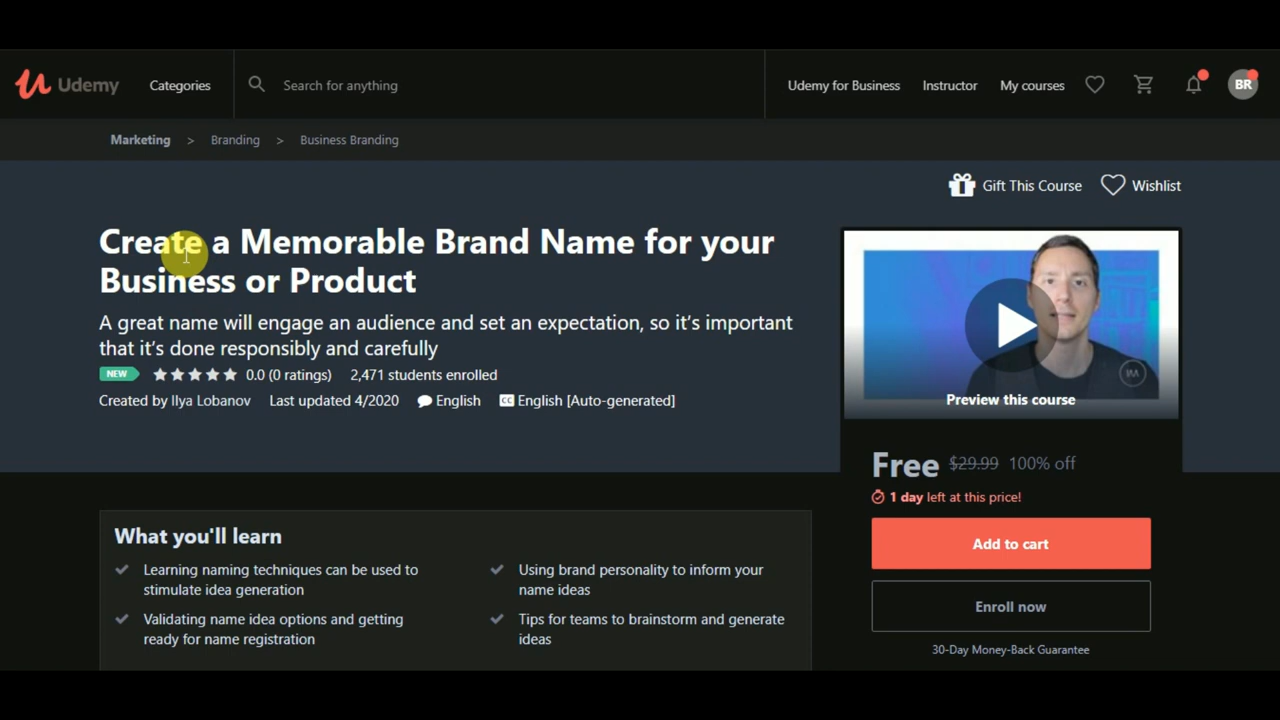 Udemy
Categories
Search for anything
Udemy for Business
Instructor
My courses
BR
Marketing > Branding > Business Branding
Gift This Course
Wishlist
Create a Memorable Brand Name for your
Business or Product
A great name will engage an audience and set an expectation, so it's important
that it's done responsibly and carefully
NEW 0.0 (0 ratings) 2,471 students enrolled
Created by Ilya Lobanov Last updated 4/2020 English CC English [Auto-generated]
Preview this course
Free $29.99 100% off
1 day left at this price!
Add to cart
Enroll now
30-Day Money-Back Guarantee
What you'll learn
Learning naming techniques can be used to
stimulate idea generation
Validating name idea options and getting
ready for name registration
Using brand personality to inform your
name ideas
Tips for teams to brainstorm and generate
ideas